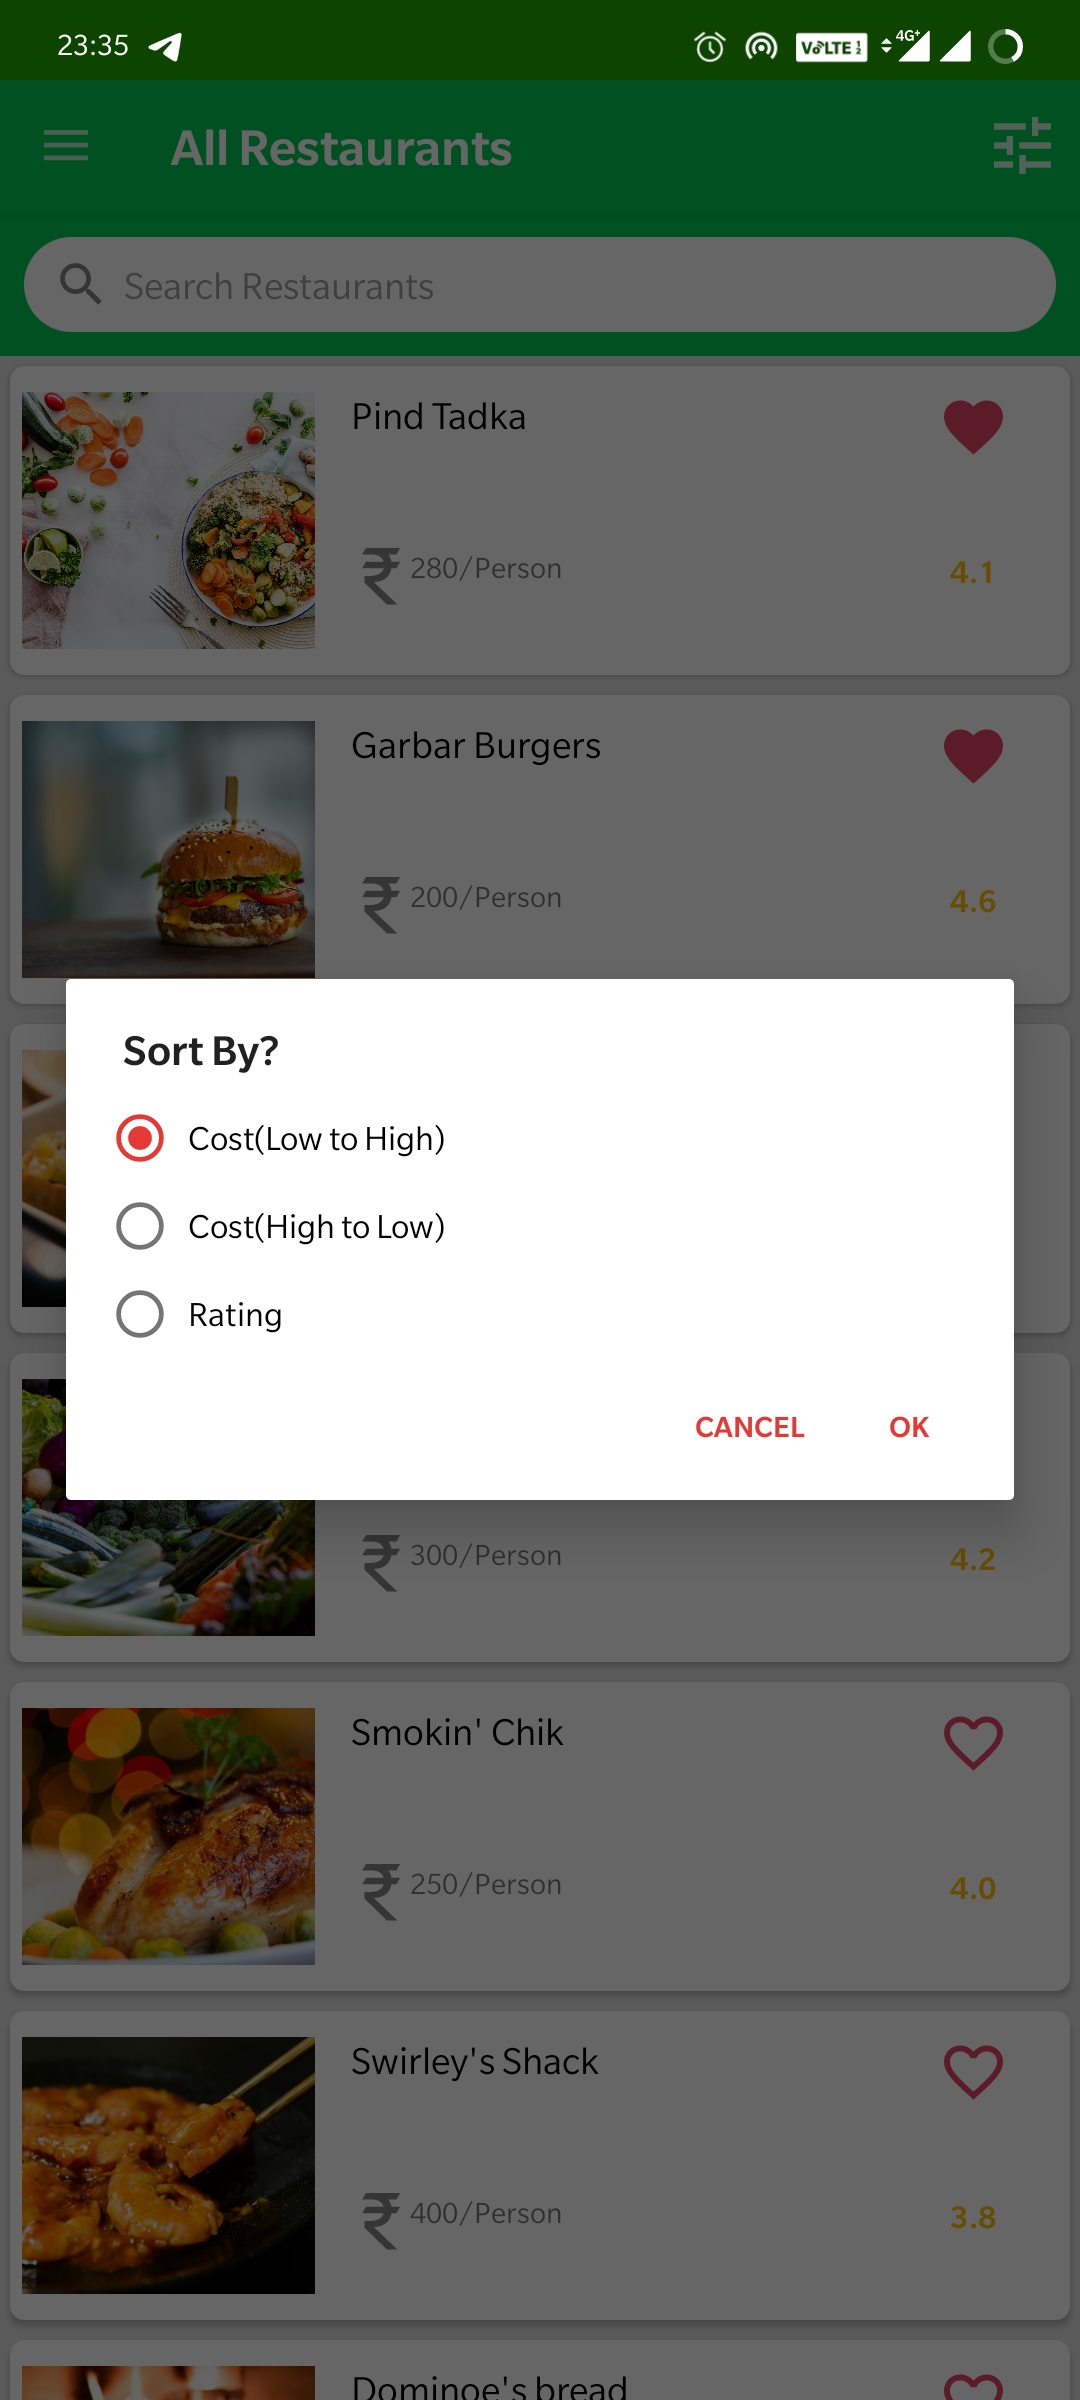 23:35
VoLTE 1 2
4G+
All Restaurants
Search Restaurants
Pind Tadka
₹ 280/Person
4.1
Garbar Burgers
₹ 200/Person
4.6
Sort By?
Cost(Low to High)
Cost(High to Low)
Rating
CANCEL OK
₹ 300/Person
4.2
Smokin' Chik
₹ 250/Person
4.0
Swirley's Shack
₹ 400/Person
3.8
Dominoe's bread